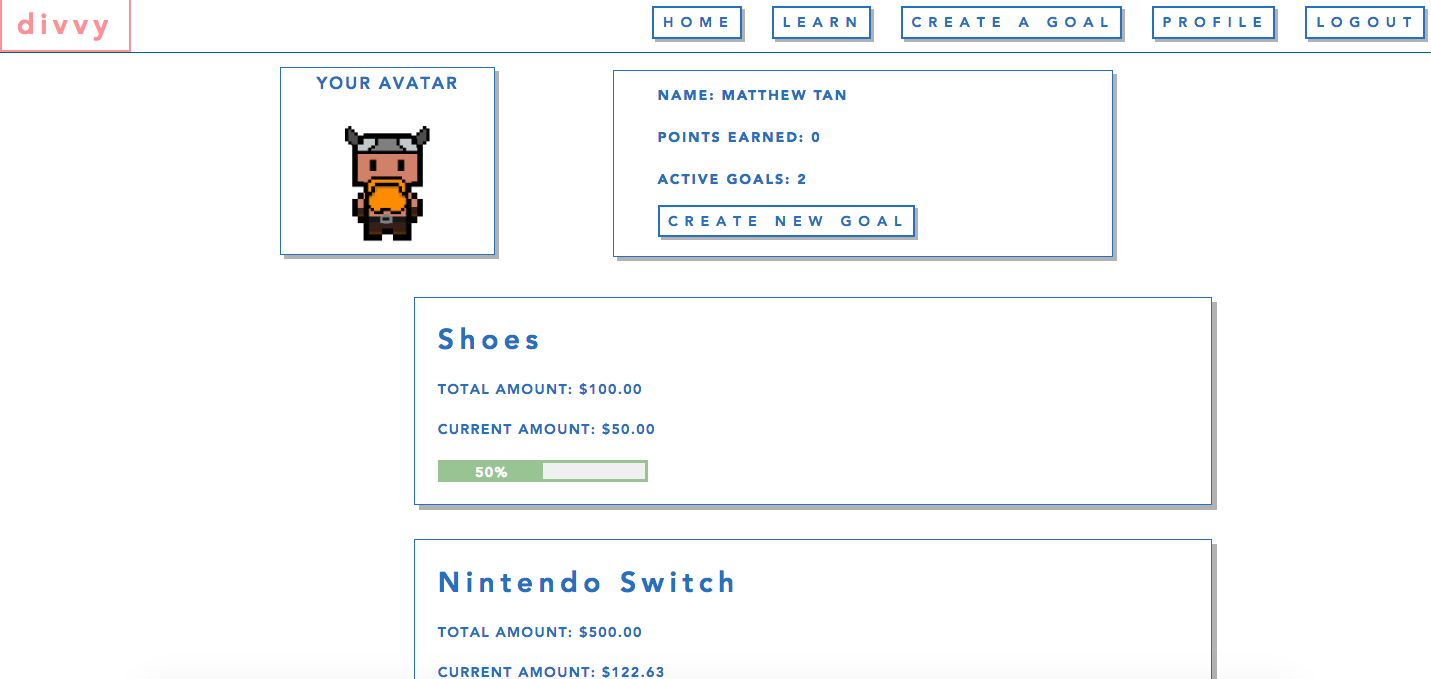 divvy
HOME LEARN CREATE A GOAL PROFILE LOGOUT
YOUR AVATAR
NAME: MATTHEW TAN
POINTS EARNED: 0
ACTIVE GOALS: 2
CREATE NEW GOAL
Shoes
TOTAL AMOUNT: $100.00
CURRENT AMOUNT: $50.00
50%
Nintendo Switch
TOTAL AMOUNT: $500.00
CURRENT AMOUNT: $122.63